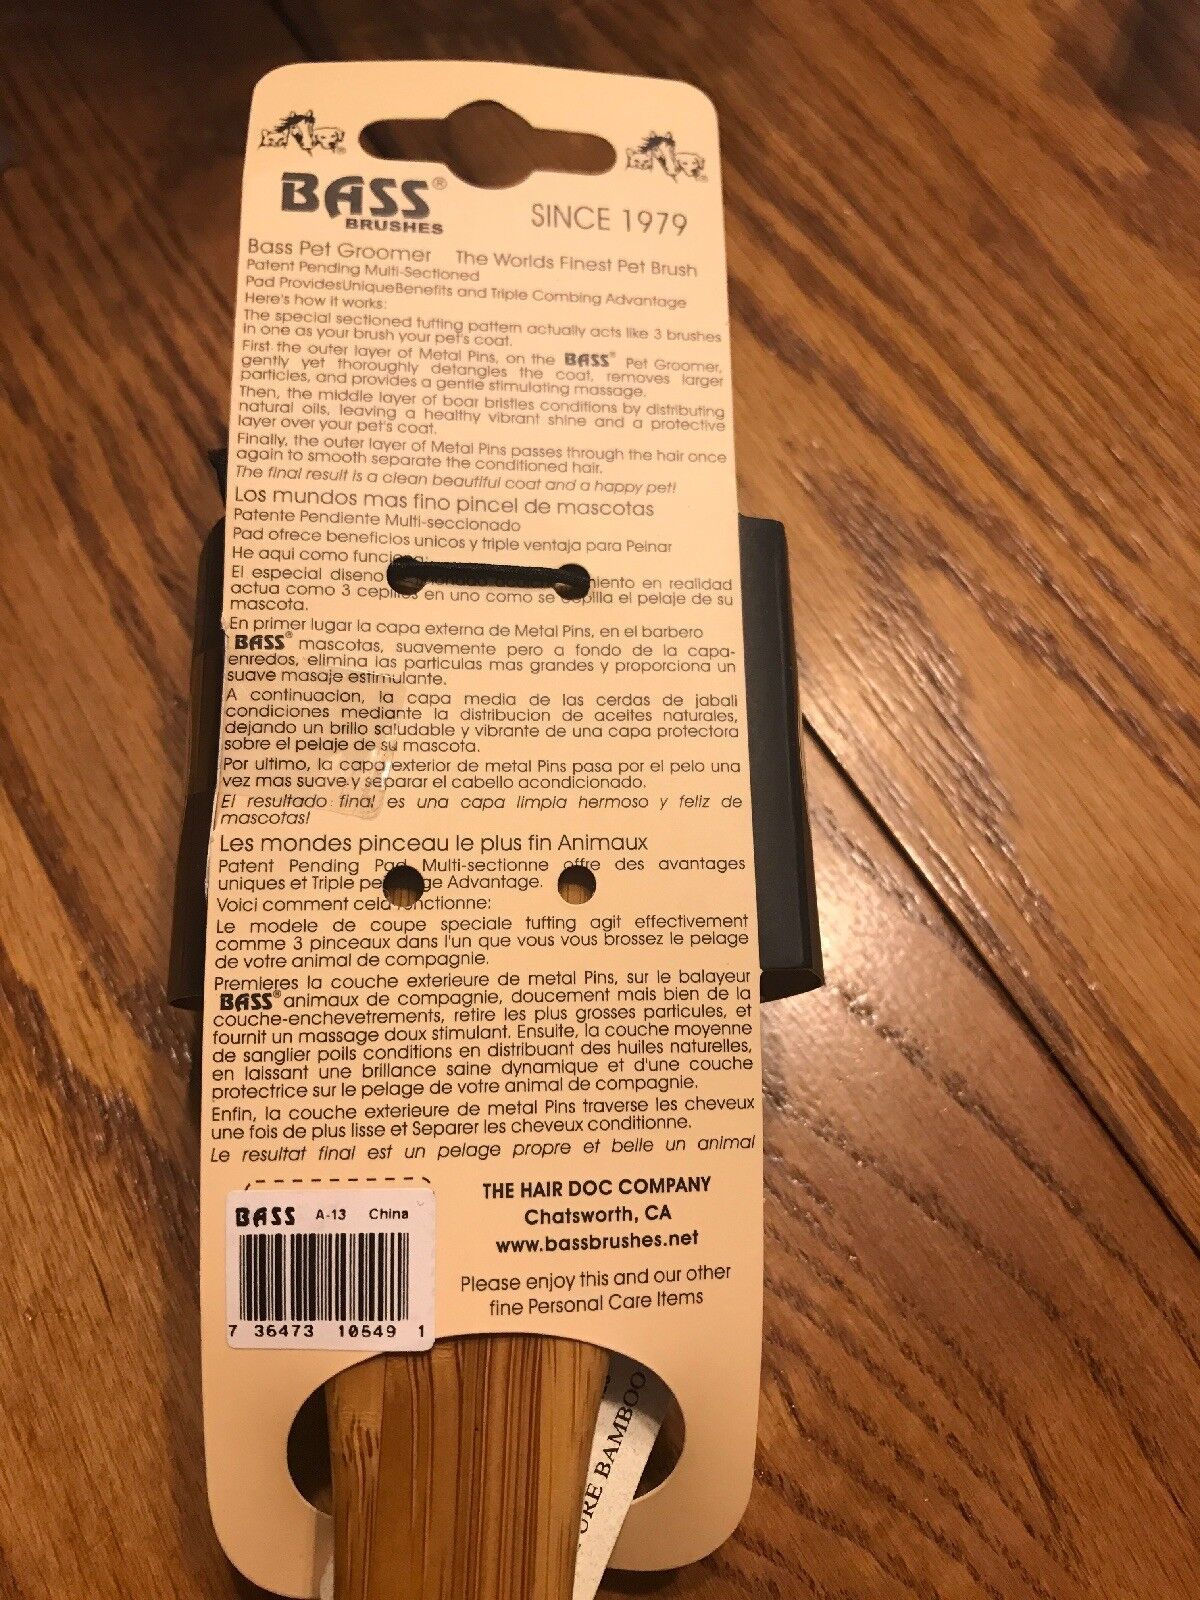 BASS®
BRUSHES
SINCE 1979
Bass Pet Groomer The Worlds Finest Pet Brush
Patent Pending Multi-Sectioned
Pad ProvidesUniqueBenefits and Triple Combing Advantage
Here's how it works:
The special sectioned tufting pattern actually acts like 3 brushes
in one as your brush your pet's coat.
First the outer layer of Metal Pins, on the BASS® Pet Groomer,
gently yet thoroughly detangles the coat, removes larger
particles, and provides a gentle stimulating massage.
Then, the middle layer of boar bristles conditions by distributing
natural oils, leaving a healthy vibrant shine and a protective
layer over your pet's coat.
Finally, the outer layer of Metal Pins passes through the hair once
again to smooth separate the conditioned hair.
The final result is a clean beautiful coat and a happy pet!
Los mundos mas fino pincel de mascotas
Patente Pendiente Multi-seccionado
Pad ofrece beneficios unicos y triple ventaja para Peinar
He aqui como funciona:
El especial diseno miento en realidad
actua como 3 cepillos en uno como se cepilla el pelaje de su
mascota.
En primer lugar la capa externa de Metal Pins, en el barbero
BASS® mascotas, suavemente pero a fondo de la capa-
enredos, elimina las particulas mas grandes y proporciona un
suave masaje estimulante.
A continuacion, la capa media de las cerdas de jabali
condiciones mediante la distribucion de aceites naturales,
dejando un brillo saludable y vibrante de una capa protectora
sobre el pelaje de su mascota.
Por ultimo, la capa exterior de metal Pins pasa por el pelo una
vez mas suave y separar el cabello acondicionado.
El resultado final es una capa limpia hermoso y feliz de
mascotas!
Les mondes pinceau le plus fin Animaux
Patent Pending Pad Multi-sectionne offre des avantages
uniques et Triple pe ge Advantage.
Voici comment cela fonctionne:
Le modele de coupe speciale tufting agit effectivement
comme 3 pinceaux dans l'un que vous vous brossez le pelage
de votre animal de compagnie.
Premieres la couche exterieure de metal Pins, sur le balayeur
BASS® animaux de compagnie, doucement mais bien de la
couche-enchevetrements, retire les plus grosses particules, et
fournit un massage doux stimulant. Ensuite, la couche moyenne
de sanglier poils conditions en distribuant des huiles naturelles,
en laissant une brillance saine dynamique et d'une couche
protectrice sur le pelage de votre animal de compagnie.
Enfin, la couche exterieure de metal Pins traverse les cheveux
une fois de plus lisse et Separer les cheveux conditionne.
Le resultat final est un pelage propre et belle un animal
BASS A-13 China
7 36473 10549 1
THE HAIR DOC COMPANY
Chatsworth, CA
www.bassbrushes.net
Please enjoy this and our other
fine Personal Care Items
URE BAMBOO